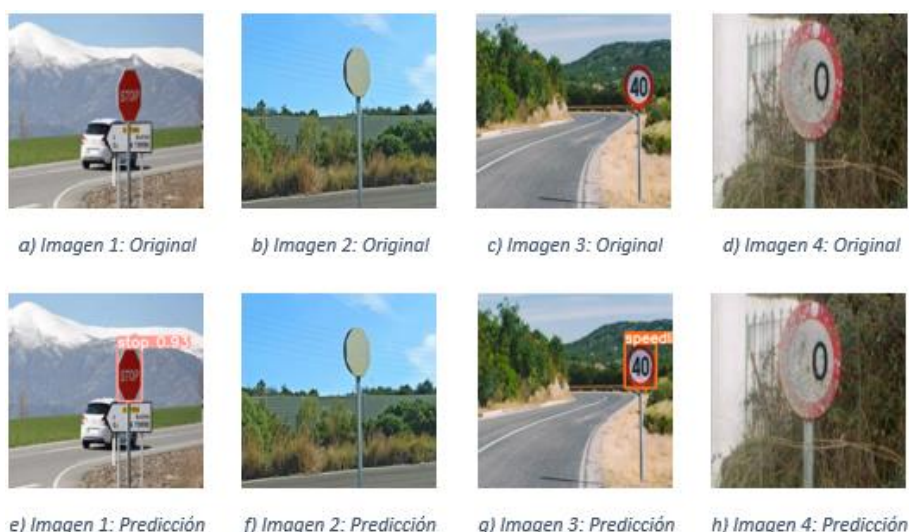 STOP
40
0
a) Imagen 1: Original
b) Imagen 2: Original
c) Imagen 3: Original
d) Imagen 4: Original
stop 0.93
STOP
speedl
40
0
e) Imagen 1: Predicción
f) Imagen 2: Predicción
g) Imagen 3: Predicción
h) Imagen 4: Predicción